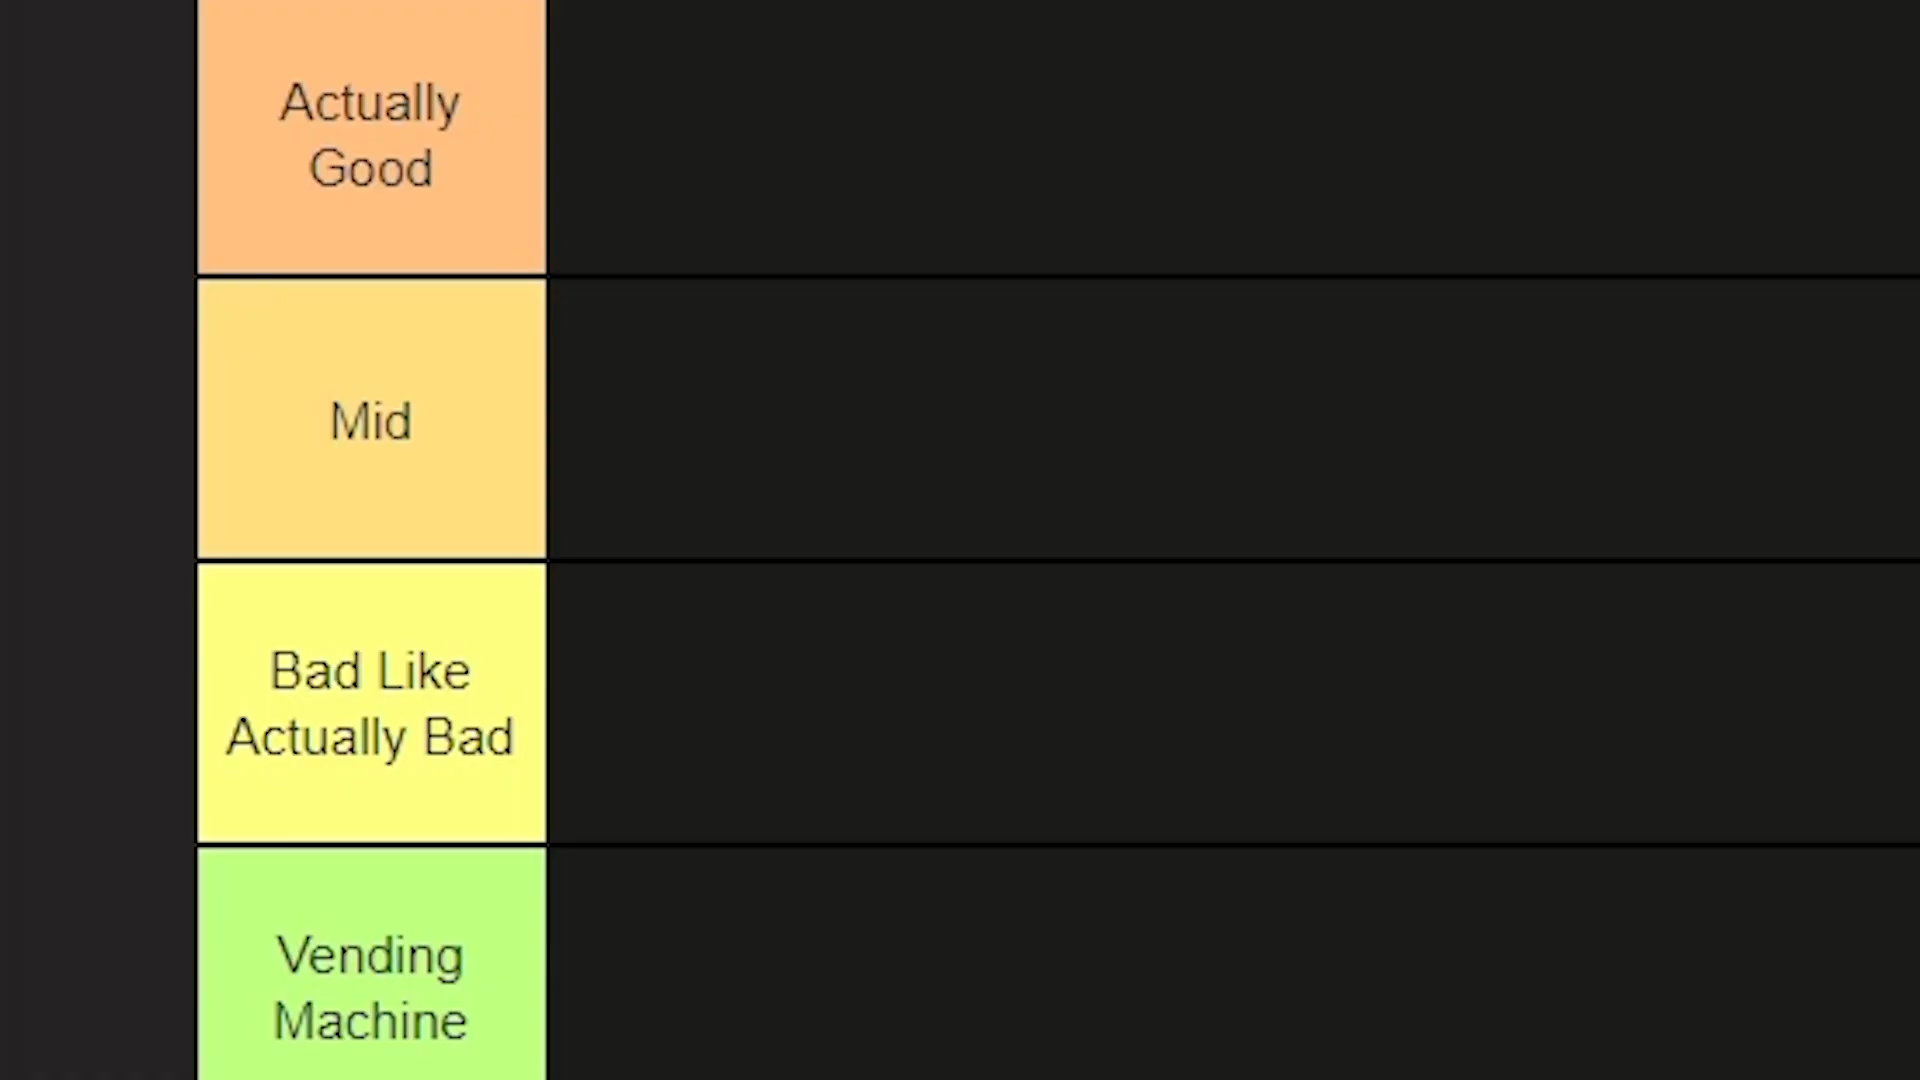 Actually
Good
Mid
Bad Like
Actually Bad
Vending
Machine